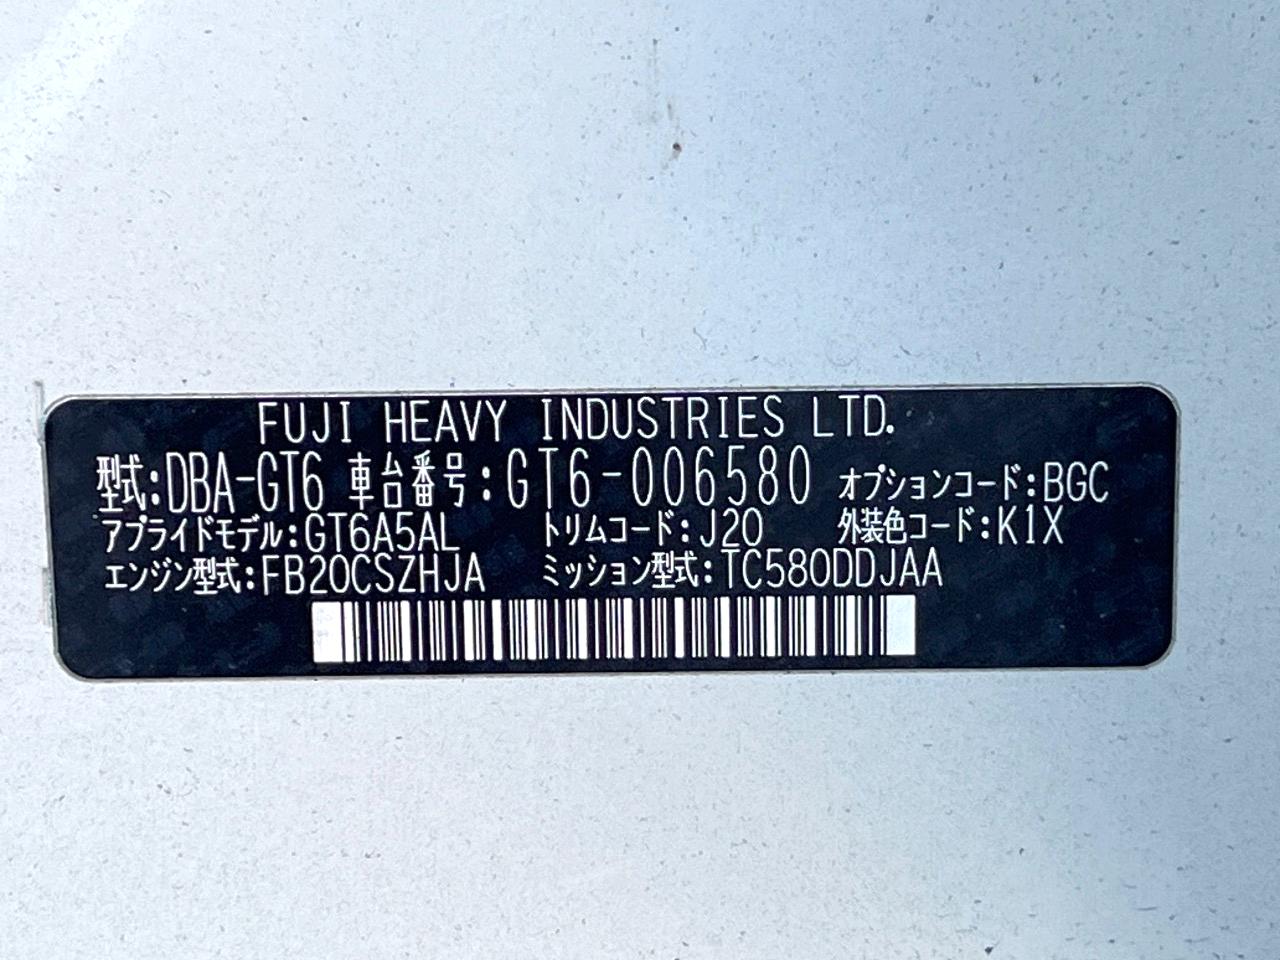 FUJI HEAVY INDUSTRIES LTD.
型式:DBA-GT6 車台番号:GT6-006580 オプションコード:BGC
アプライドモデル:GT6A5AL トリムコード:J20 外装色コード:K1X
エンジン型式:FB20CSZHJA ミッション型式:TC580DDJAA